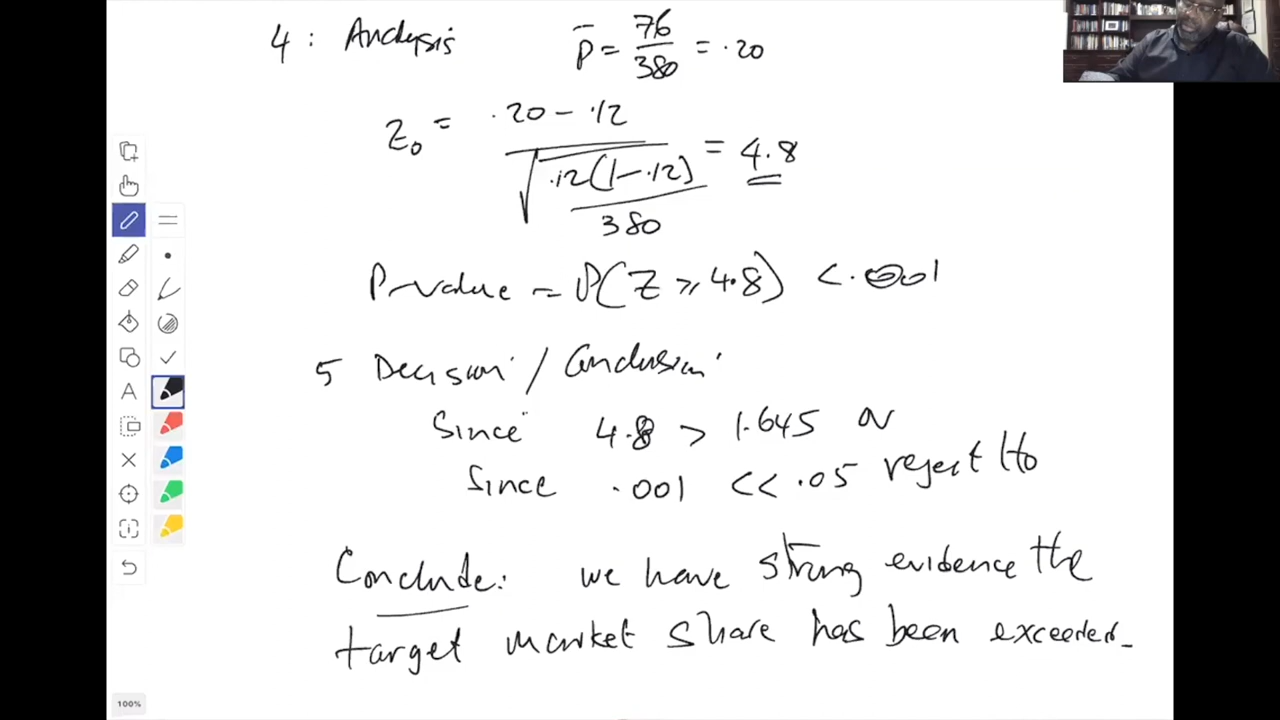 4: Analysis p̄ = 76/380 = .20
Z₀ = .20 - .12 / √(.12(1-.12)/380) = 4.8
P-value = P(Z ≥ 4.8) < .001
5 Decision / Conclusion
Since 4.8 > 1.645 or
Since .001 << .05 reject Ho
Conclude: we have strong evidence the
target market share has been exceeded
A
100%